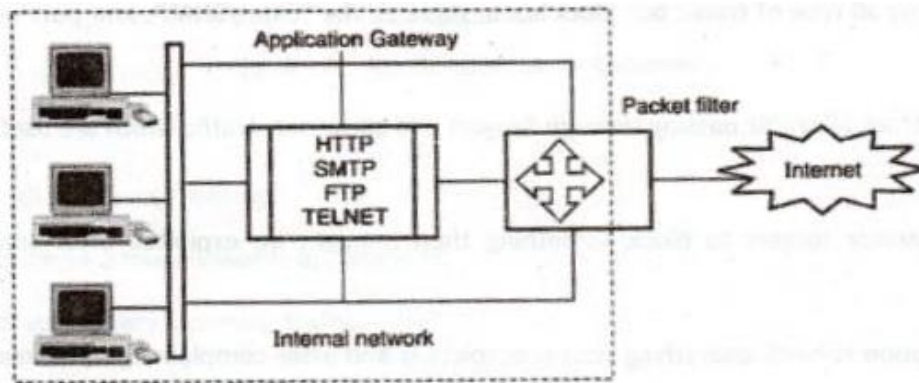 Application Gateway
Packet filter
HTTP
SMTP
FTP
TELNET
Internet
Internal network